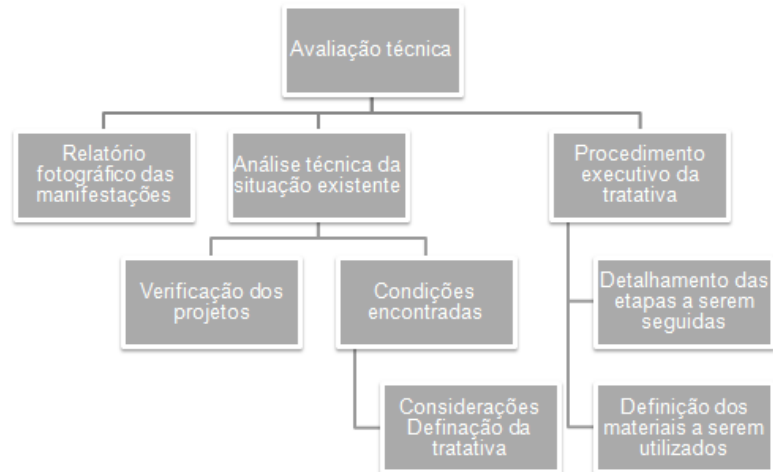 Avaliação técnica
Relatório
fotográfico das
manifestações
Análise técnica da
situação existente
Procedimento
executivo da
tratativa
Verificação dos
projetos
Condições
encontradas
Detalhamento das
etapas a serem
seguidas
Considerações
Definação da
tratativa
Definição dos
materiais a serem
utilizados